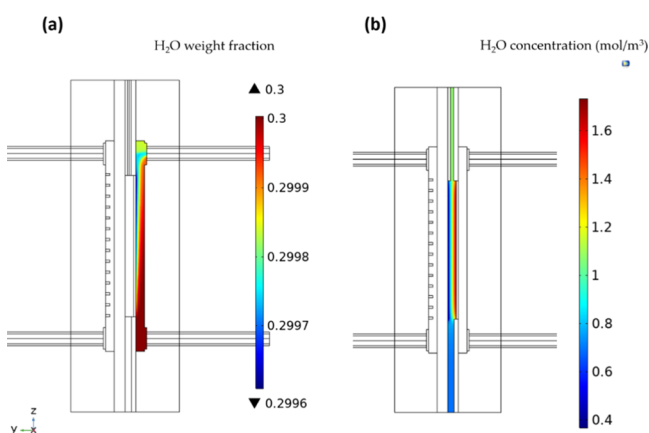 (a)
H₂O weight fraction
▲ 0.3
0.3
0.2999
0.2998
0.2997
▼ 0.2996
z
y
x
(b)
H₂O concentration (mol/m³)
1.6
1.4
1.2
1
0.8
0.6
0.4